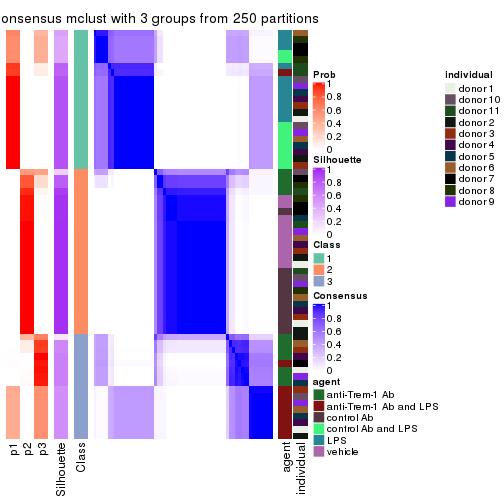 onsensus mclust with 3 groups from 250 partitions
Prob
1
0.8
0.6
0.4
0.2
0
Silhouette
1
0.8
0.6
0.4
0.2
0
Class
1
2
3
Consensus
1
0.8
0.6
0.4
0.2
0
agent
anti-Trem-1 Ab
anti-Trem-1 Ab and LPS
control Ab
control Ab and LPS
LPS
vehicle
individual
donor 1
donor 10
donor 11
donor 2
donor 3
donor 4
donor 5
donor 6
donor 7
donor 8
donor 9
p1
p2
p3
Silhouette
Class
agent
individual